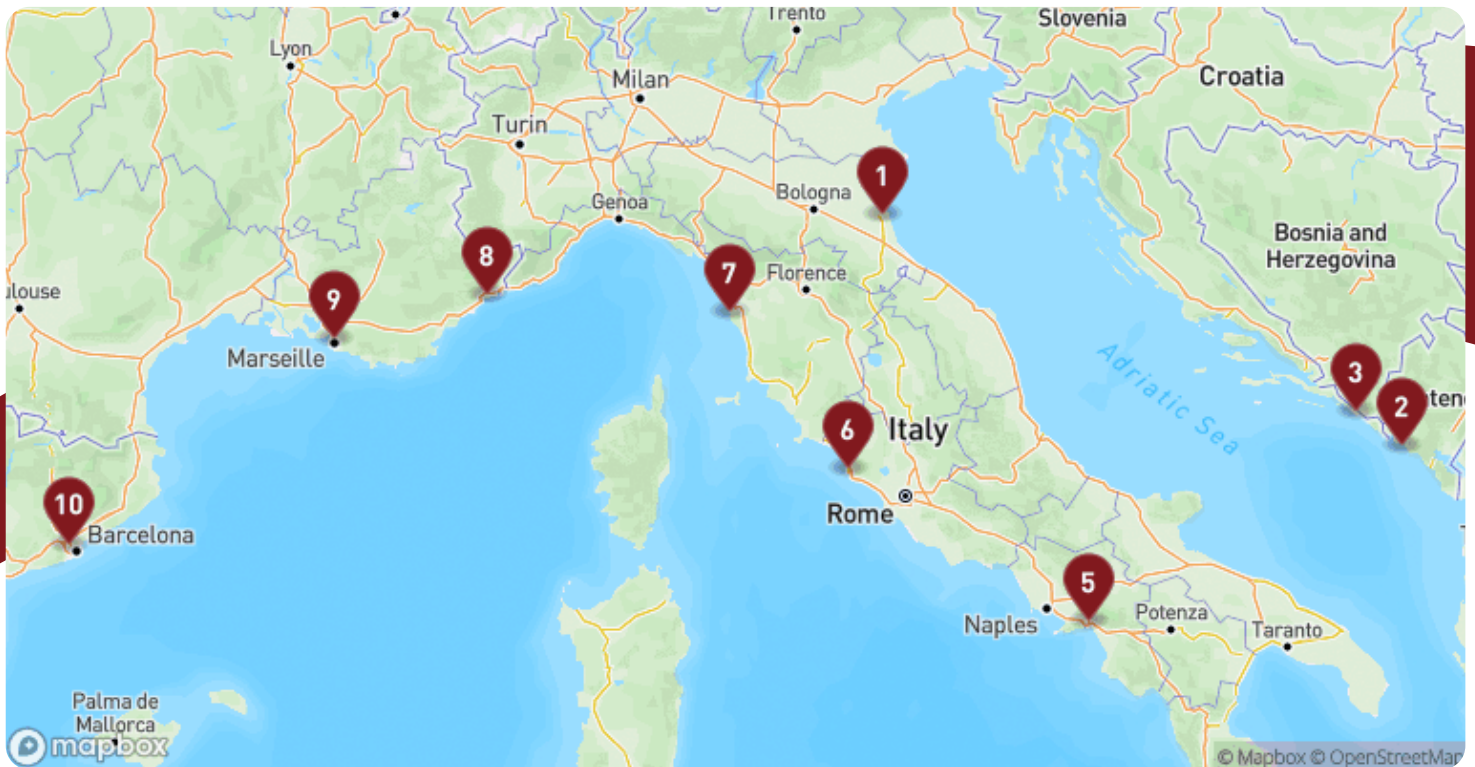 Trento
Slovenia
Lyon
Milan
Croatia
Turin
Bologna
1
Genoa
Bosnia and
Herzegovina
8
7
Florence
ulouse
9
Marseille
Adriatic Sea
3
2
ten
6
Italy
10
Barcelona
Rome
5
Naples
Potenza
Taranto
Palma de
Mallorca
mapbox
© Mapbox © OpenStreetMap